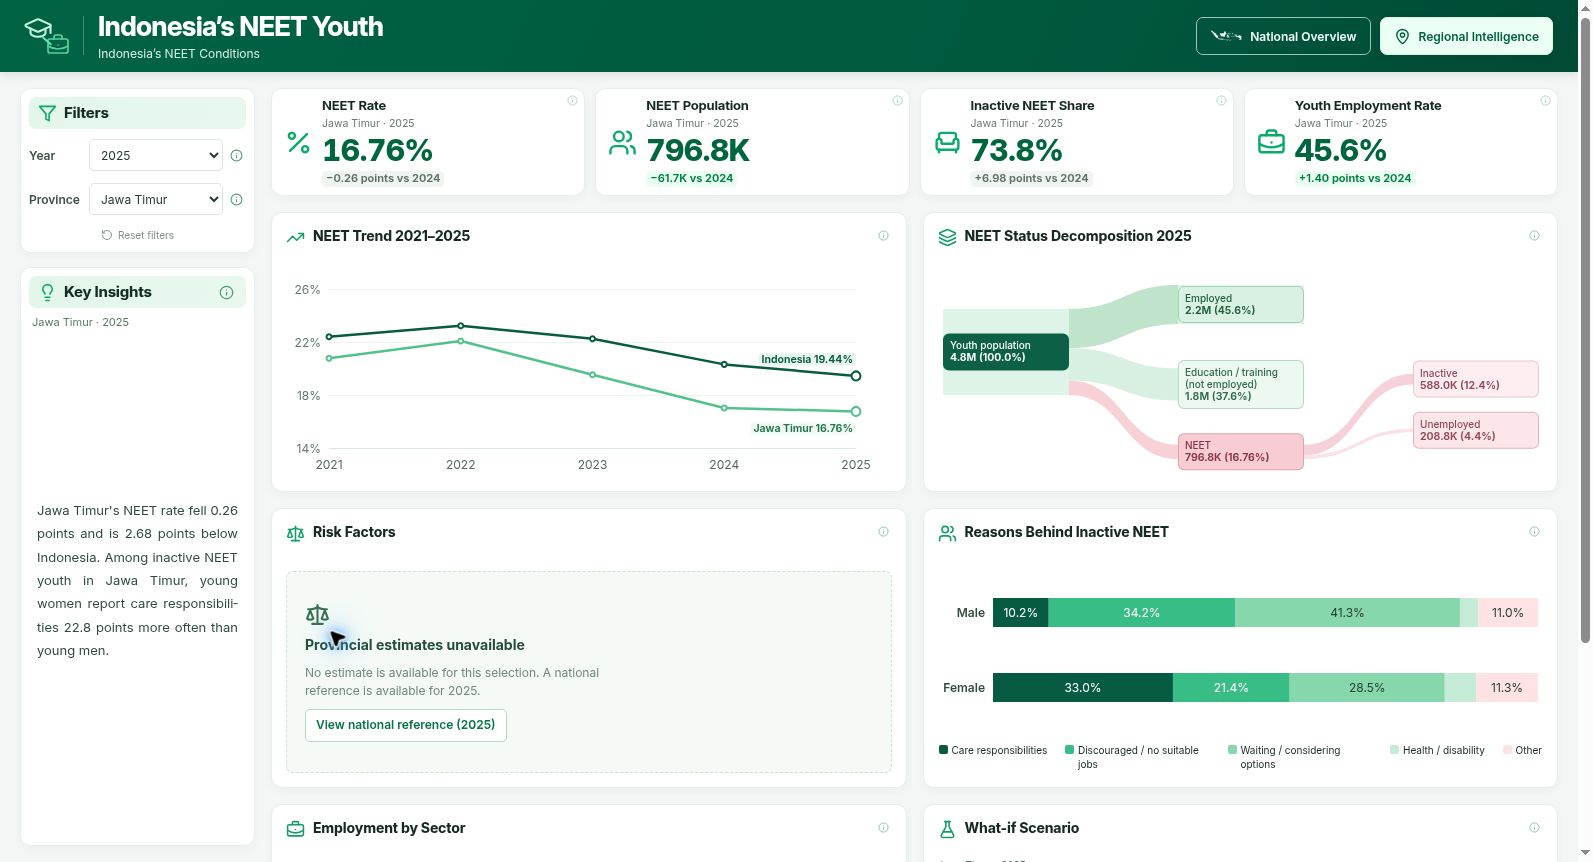 Indonesia’s NEET Youth
Indonesia’s NEET Conditions
National Overview
Regional Intelligence
Filters
Year
2025
Province
Jawa Timur
Reset filters
Key Insights
Jawa Timur · 2025
Jawa Timur's NEET rate fell 0.26
points and is 2.68 points below
Indonesia. Among inactive NEET
youth in Jawa Timur, young
women report care responsibili-
ties 22.8 points more often than
young men.
NEET Rate
Jawa Timur · 2025
16.76%
−0.26 points vs 2024
NEET Population
Jawa Timur · 2025
796.8K
−61.7K vs 2024
Inactive NEET Share
Jawa Timur · 2025
73.8%
+6.98 points vs 2024
Youth Employment Rate
Jawa Timur · 2025
45.6%
+1.40 points vs 2024
NEET Trend 2021–2025
26%
22%
18%
14%
Indonesia 19.44%
Jawa Timur 16.76%
2021
2022
2023
2024
2025
NEET Status Decomposition 2025
Youth population
4.8M (100.0%)
Employed
2.2M (45.6%)
Education / training
(not employed)
1.8M (37.6%)
NEET
796.8K (16.76%)
Inactive
588.0K (12.4%)
Unemployed
208.8K (4.4%)
Risk Factors
Provincial estimates unavailable
No estimate is available for this selection. A national
reference is available for 2025.
View national reference (2025)
Reasons Behind Inactive NEET
Male
10.2%
34.2%
41.3%
11.0%
Female
33.0%
21.4%
28.5%
11.3%
Care responsibilities
Discouraged / no suitable
jobs
Waiting / considering
options
Health / disability
Other
Employment by Sector
What-if Scenario